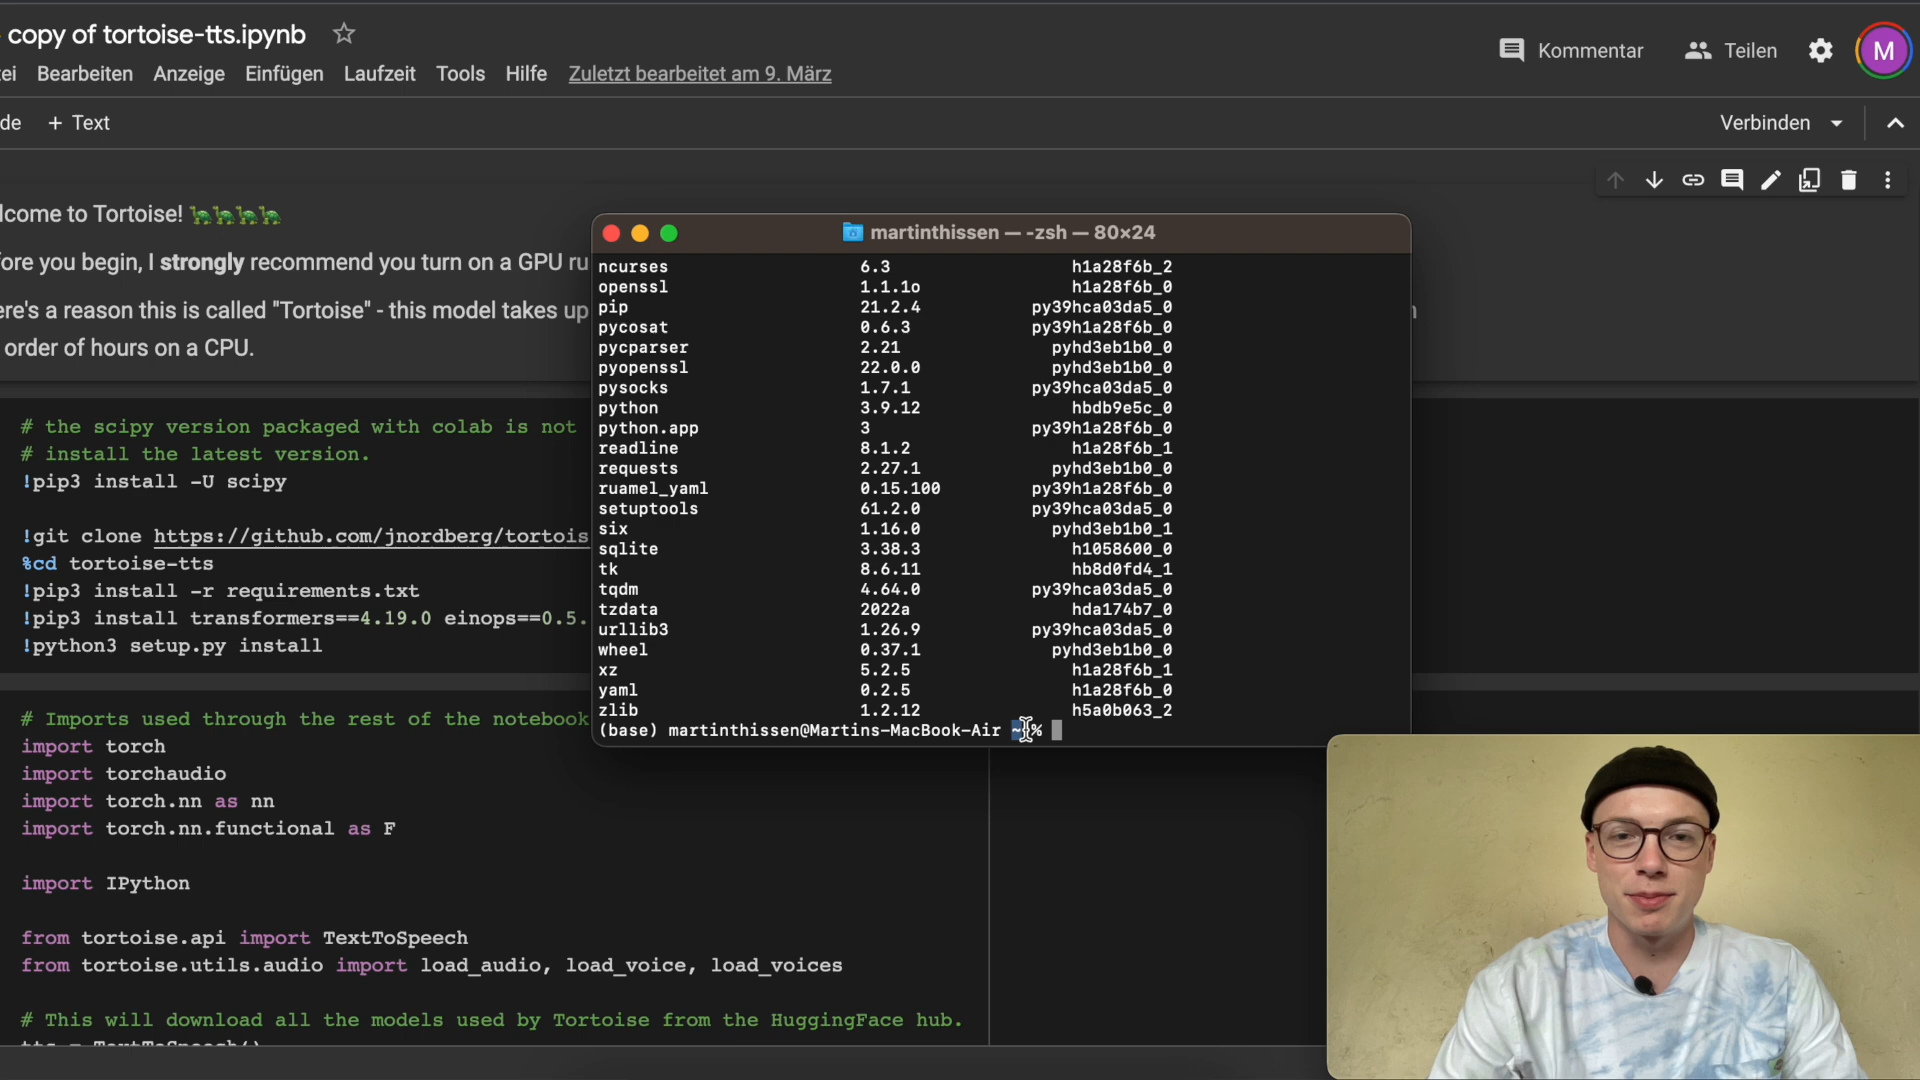 copy of tortoise-tts.ipynb
Bearbeiten Anzeige Einfügen Laufzeit Tools Hilfe Zuletzt bearbeitet am 9. März
Kommentar Teilen M
+ Text
Verbinden
lcome to Tortoise!
ore you begin, I strongly recommend you turn on a GPU ru
ere's a reason this is called "Tortoise" - this model takes up
order of hours on a CPU.
# the scipy version packaged with colab is not
# install the latest version.
!pip3 install -U scipy
!git clone https://github.com/jnordberg/tortois
%cd tortoise-tts
!pip3 install -r requirements.txt
!pip3 install transformers==4.19.0 einops==0.5.
!python3 setup.py install
# Imports used through the rest of the notebook
import torch
import torchaudio
import torch.nn as nn
import torch.nn.functional as F
import IPython
from tortoise.api import TextToSpeech
from tortoise.utils.audio import load_audio, load_voice, load_voices
# This will download all the models used by Tortoise from the HuggingFace hub.
tts = TextToSpeech()
martinthissen — -zsh — 80×24
ncurses 6.3 h1a28f6b_2
openssl 1.1.1o h1a28f6b_0
pip 21.2.4 py39hca03da5_0
pycosat 0.6.3 py39h1a28f6b_0
pycparser 2.21 pyhd3eb1b0_0
pyopenssl 22.0.0 pyhd3eb1b0_0
pysocks 1.7.1 py39hca03da5_0
python 3.9.12 hbdb9e5c_0
python.app 3 py39h1a28f6b_0
readline 8.1.2 h1a28f6b_1
requests 2.27.1 pyhd3eb1b0_0
ruamel_yaml 0.15.100 py39h1a28f6b_0
setuptools 61.2.0 py39hca03da5_0
six 1.16.0 pyhd3eb1b0_1
sqlite 3.38.3 h1058600_0
tk 8.6.11 hb8d0fd4_1
tqdm 4.64.0 py39hca03da5_0
tzdata 2022a hda174b7_0
urllib3 1.26.9 py39hca03da5_0
wheel 0.37.1 pyhd3eb1b0_0
xz 5.2.5 h1a28f6b_1
yaml 0.2.5 h1a28f6b_0
zlib 1.2.12 h5a0b063_2
(base) martinthissen@Martins-MacBook-Air ~ %